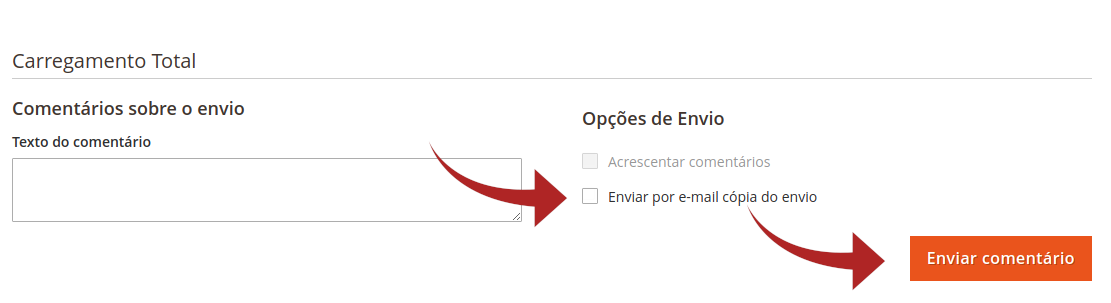 Carregamento Total
Comentários sobre o envio
Texto do comentário
Opções de Envio
Acrescentar comentários
Enviar por e-mail cópia do envio
Enviar comentário